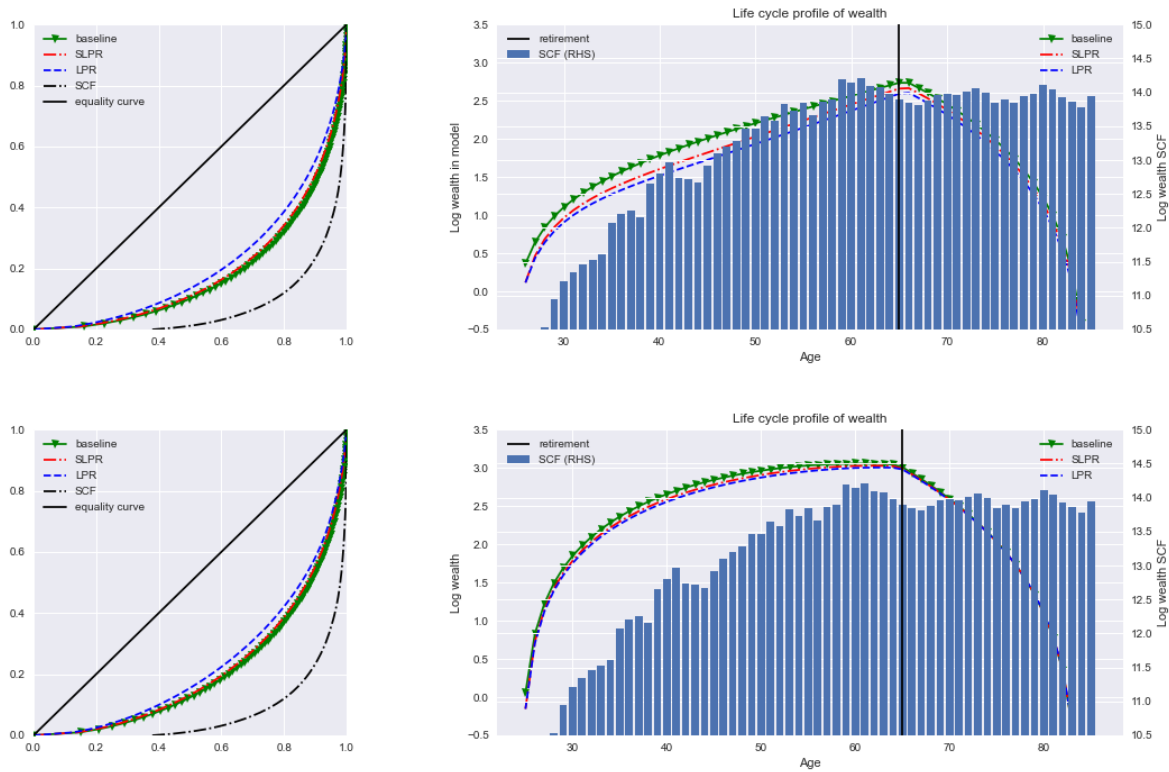 1.0
0.8
0.6
0.4
0.2
0.0
baseline
SLPR
LPR
SCF
equality curve
0.0 0.2 0.4 0.6 0.8 1.0
Life cycle profile of wealth
3.5
3.0
2.5
2.0
1.5
1.0
0.5
0.0
−0.5
Log wealth in model
retirement
SCF (RHS)
baseline
SLPR
LPR
15.0
14.5
14.0
13.5
13.0
12.5
12.0
11.5
11.0
10.5
Log wealth SCF
30 40 50 60 70 80
Age
1.0
0.8
0.6
0.4
0.2
0.0
baseline
SLPR
LPR
SCF
equality curve
0.0 0.2 0.4 0.6 0.8 1.0
Life cycle profile of wealth
3.5
3.0
2.5
2.0
1.5
1.0
0.5
0.0
−0.5
Log wealth
retirement
SCF (RHS)
baseline
SLPR
LPR
15.0
14.5
14.0
13.5
13.0
12.5
12.0
11.5
11.0
10.5
Log wealth SCF
30 40 50 60 70 80
Age